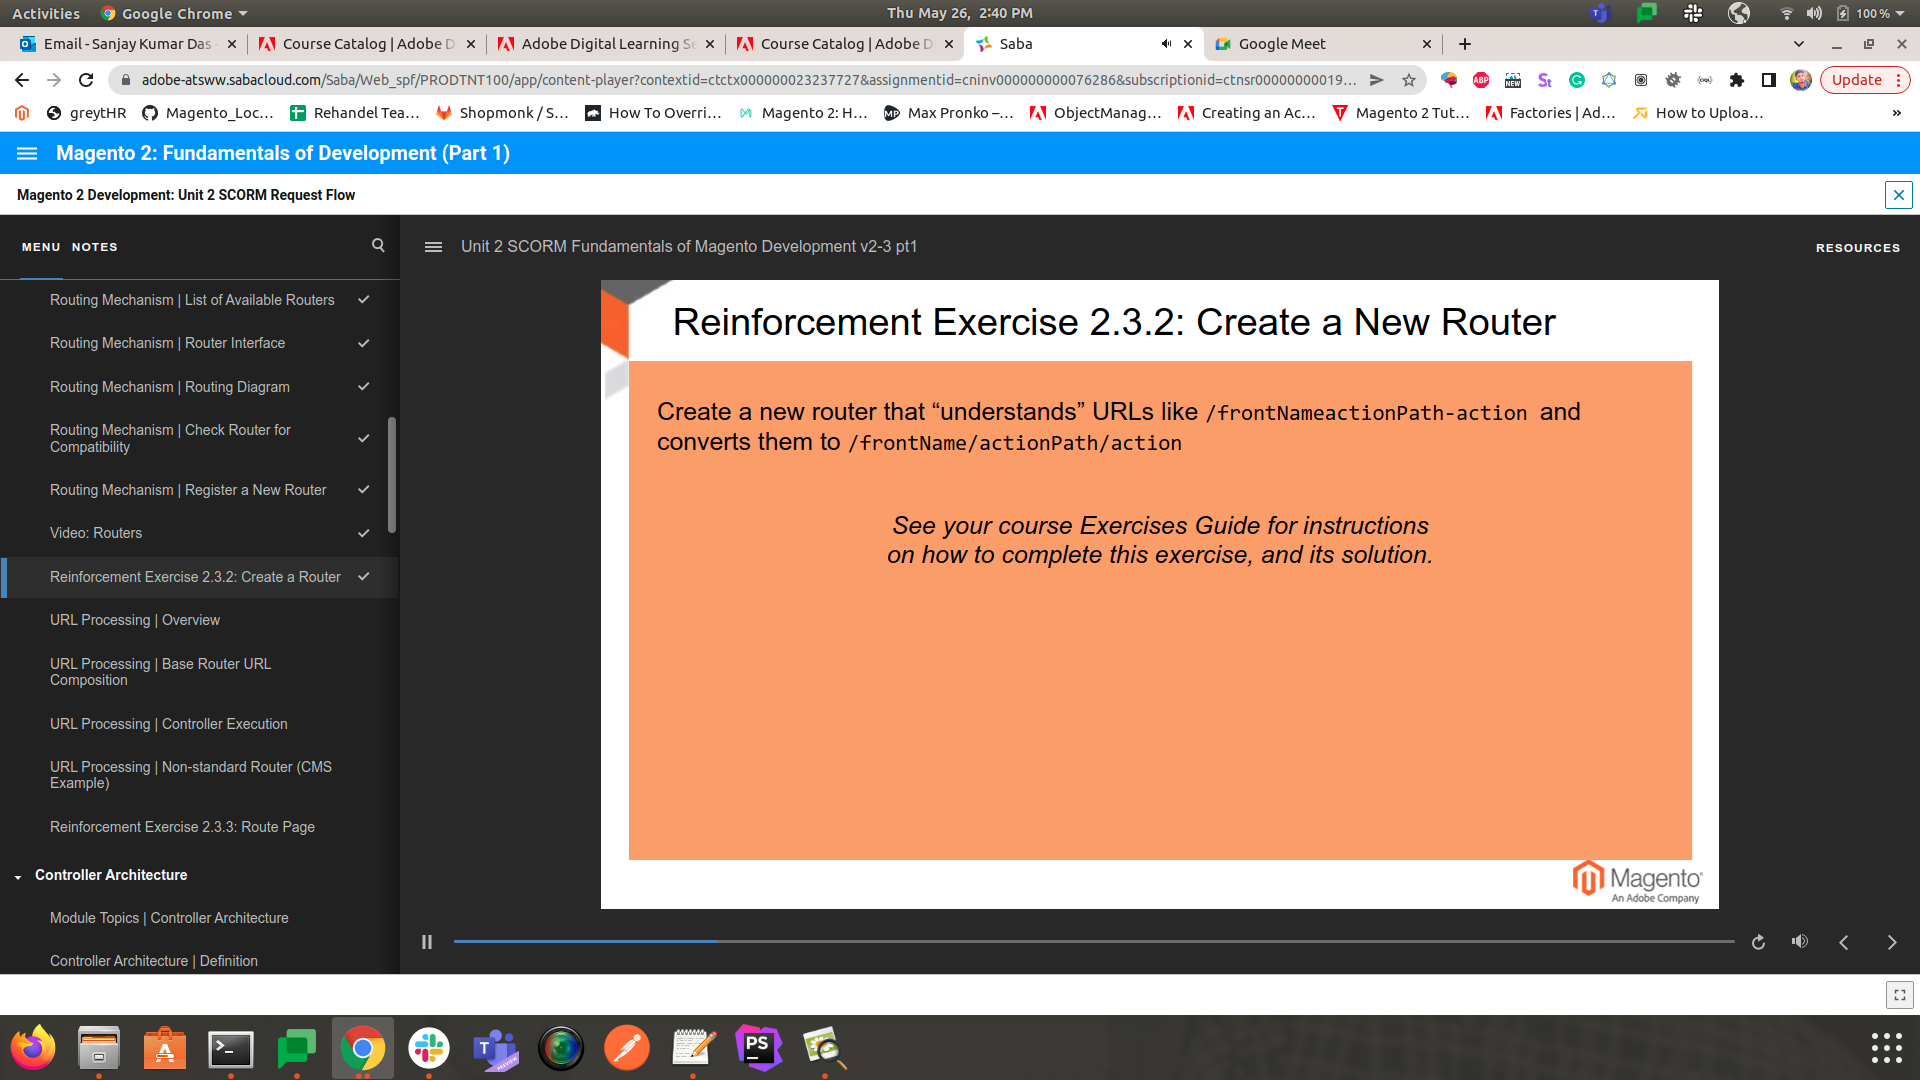 Activities
Google Chrome
Thu May 26, 2:40 PM
100 %
Email - Sanjay Kumar Das
Course Catalog | Adobe D
Adobe Digital Learning Se
Course Catalog | Adobe D
Saba
Google Meet
adobe-atsww.sabacloud.com/Saba/Web_spf/PRODTNT100/app/content-player?contextid=ctctx000000023237727&assignmentid=cninv000000000076286&subscriptionid=ctnsr00000000019...
ABP
NEW
St
Update
greytHR
Magento_Loc...
Rehandel Tea...
Shopmonk / S...
How To Overri...
Magento 2: H...
Max Pronko –...
ObjectManag...
Creating an Ac...
Magento 2 Tut...
Factories | Ad...
How to Uploa...
»
Magento 2: Fundamentals of Development (Part 1)
Magento 2 Development: Unit 2 SCORM Request Flow
MENU
NOTES
Unit 2 SCORM Fundamentals of Magento Development v2-3 pt1
RESOURCES
Routing Mechanism | List of Available Routers
Routing Mechanism | Router Interface
Routing Mechanism | Routing Diagram
Routing Mechanism | Check Router for
Compatibility
Routing Mechanism | Register a New Router
Video: Routers
Reinforcement Exercise 2.3.2: Create a Router
URL Processing | Overview
URL Processing | Base Router URL
Composition
URL Processing | Controller Execution
URL Processing | Non-standard Router (CMS
Example)
Reinforcement Exercise 2.3.3: Route Page
Controller Architecture
Module Topics | Controller Architecture
Controller Architecture | Definition
Reinforcement Exercise 2.3.2: Create a New Router
Create a new router that “understands” URLs like /frontNameactionPath-action and
converts them to /frontName/actionPath/action
See your course Exercises Guide for instructions
on how to complete this exercise, and its solution.
Magento
An Adobe Company
T
PREVIEW
PS